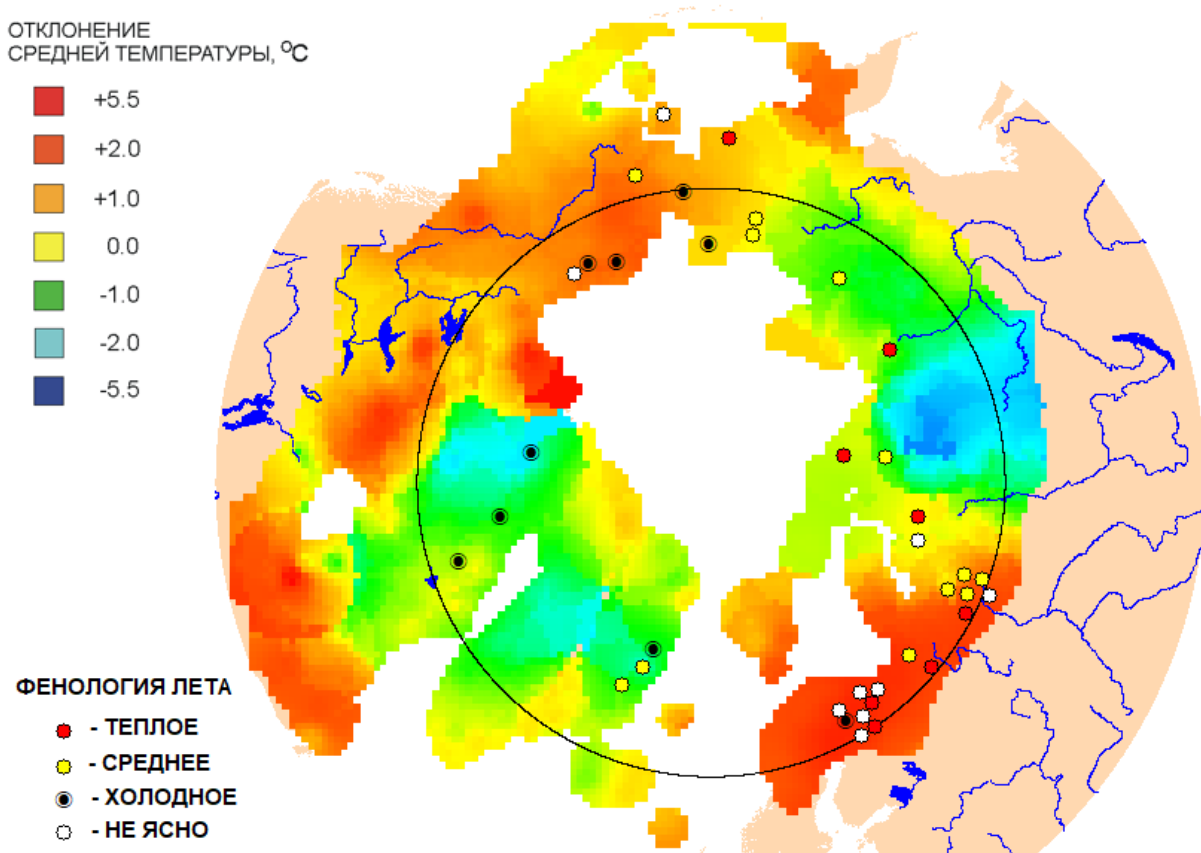 ОТКЛОНЕНИЕ
СРЕДНЕЙ ТЕМПЕРАТУРЫ, °C
+5.5
+2.0
+1.0
0.0
-1.0
-2.0
-5.5
ФЕНОЛОГИЯ ЛЕТА
- ТЕПЛОЕ
- СРЕДНЕЕ
- ХОЛОДНОЕ
- НЕ ЯСНО